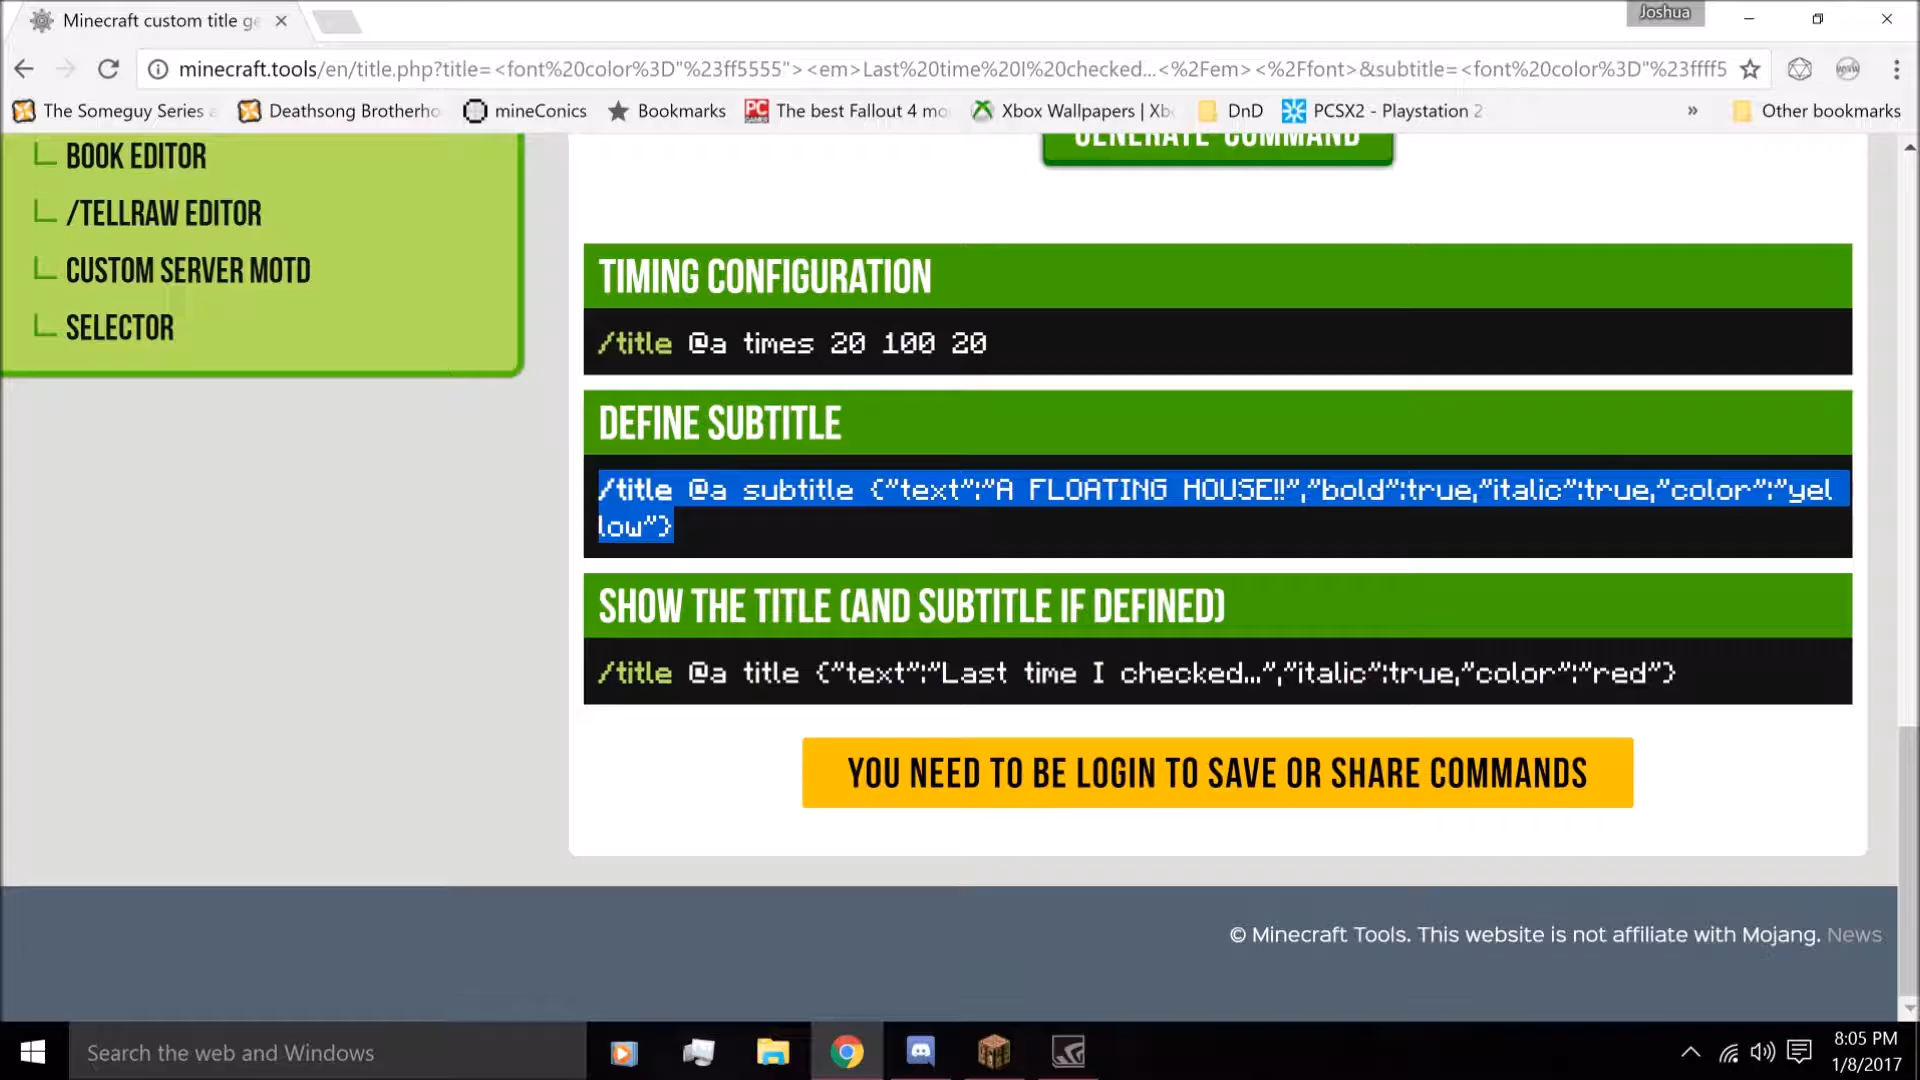 Minecraft custom title ge
Joshua
minecraft.tools/en/title.php?title=<font%20color%3D"%23ff5555"><em>Last%20time%20I%20checked...<%2Fem><%2Ffont>&subtitle=<font%20color%3D"%23ffff5
The Someguy Series a
Deathsong Brotherho
mineConics
Bookmarks
The best Fallout 4 mo
Xbox Wallpapers | Xbo
DnD
PCSX2 - Playstation 2
»
Other bookmarks
BOOK EDITOR
/TELLRAW EDITOR
CUSTOM SERVER MOTD
SELECTOR
GENERATE COMMAND
TIMING CONFIGURATION
/title @a times 20 100 20
DEFINE SUBTITLE
/title @a subtitle {"text":"A FLOATING HOUSE!!","bold":true,"italic":true,"color":"yel
low"}
SHOW THE TITLE (AND SUBTITLE IF DEFINED)
/title @a title {"text":"Last time I checked...","italic":true,"color":"red"}
YOU NEED TO BE LOGIN TO SAVE OR SHARE COMMANDS
© Minecraft Tools. This website is not affiliate with Mojang. News
Search the web and Windows
8:05 PM
1/8/2017